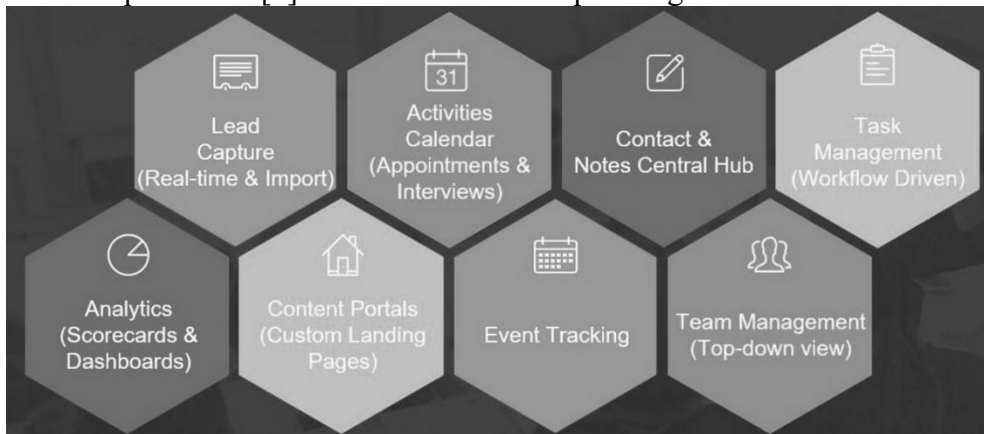 31
Lead
Capture
(Real-time & Import)
Activities
Calendar
(Appointments &
Interviews)
Contact &
Notes Central Hub
Task
Management
(Workflow Driven)
Analytics
(Scorecards &
Dashboards)
Content Portals
(Custom Landing
Pages)
Event Tracking
Team Management
(Top-down view)